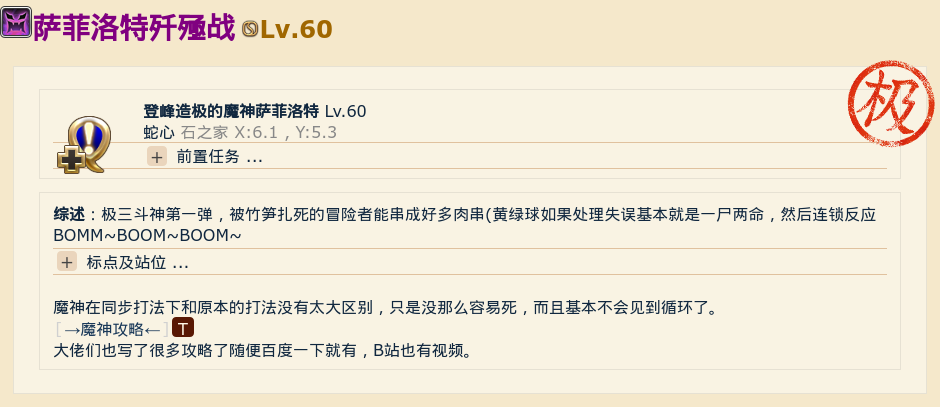 萨菲洛特歼殛战 Lv.60
极
登峰造极的魔神萨菲洛特 Lv.60
蛇心 石之家 X:6.1 , Y:5.3
+ 前置任务 ...
综述：极三斗神第一弹，被竹笋扎死的冒险者能串成好多肉串(黄绿球如果处理失误基本就是一尸两命，然后连锁反应
BOMM~BOOM~BOOM~
+ 标点及站位 ...
魔神在同步打法下和原本的打法没有太大区别，只是没那么容易死，而且基本不会见到循环了。
[→魔神攻略←] T
大佬们也写了很多攻略了随便百度一下就有，B站也有视频。